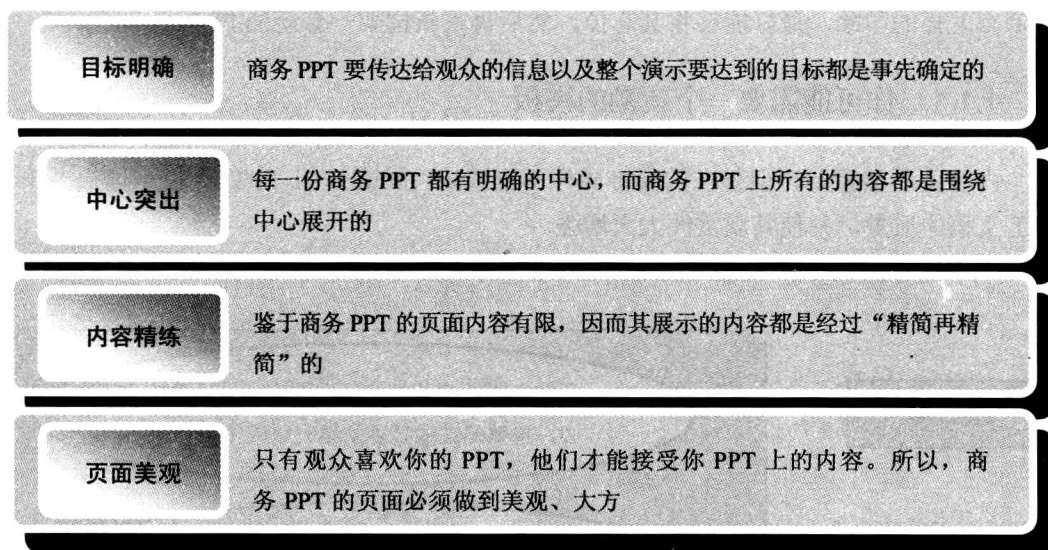 目标明确
商务 PPT 要传达给观众的信息以及整个演示要达到的目标都是事先确定的
中心突出
每一份商务 PPT 都有明确的中心，而商务 PPT 上所有的内容都是围绕
中心展开的
内容精练
鉴于商务 PPT 的页面内容有限，因而其展示的内容都是经过“精简再精
简”的
页面美观
只有观众喜欢你的 PPT，他们才能接受你 PPT 上的内容。所以，商
务 PPT 的页面必须做到美观、大方